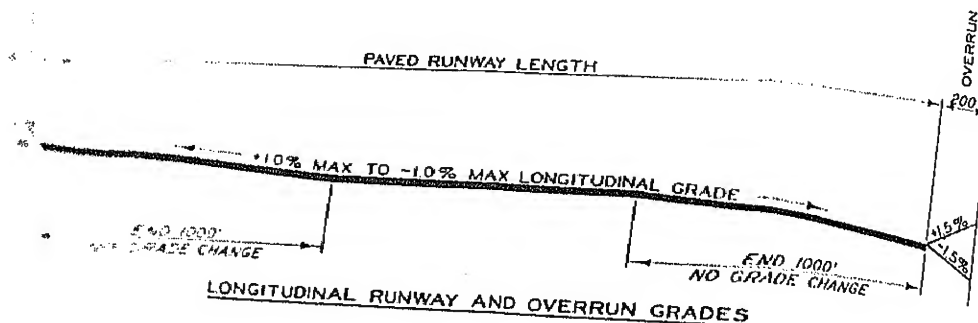 OVERRUN
PAVED RUNWAY LENGTH
200
+1.0% MAX TO -1.0% MAX LONGITUDINAL GRADE
END 1000'
GRADE CHANGE
END 1000'
NO GRADE CHANGE
+1.5%
-1.5%
LONGITUDINAL RUNWAY AND OVERRUN GRADES